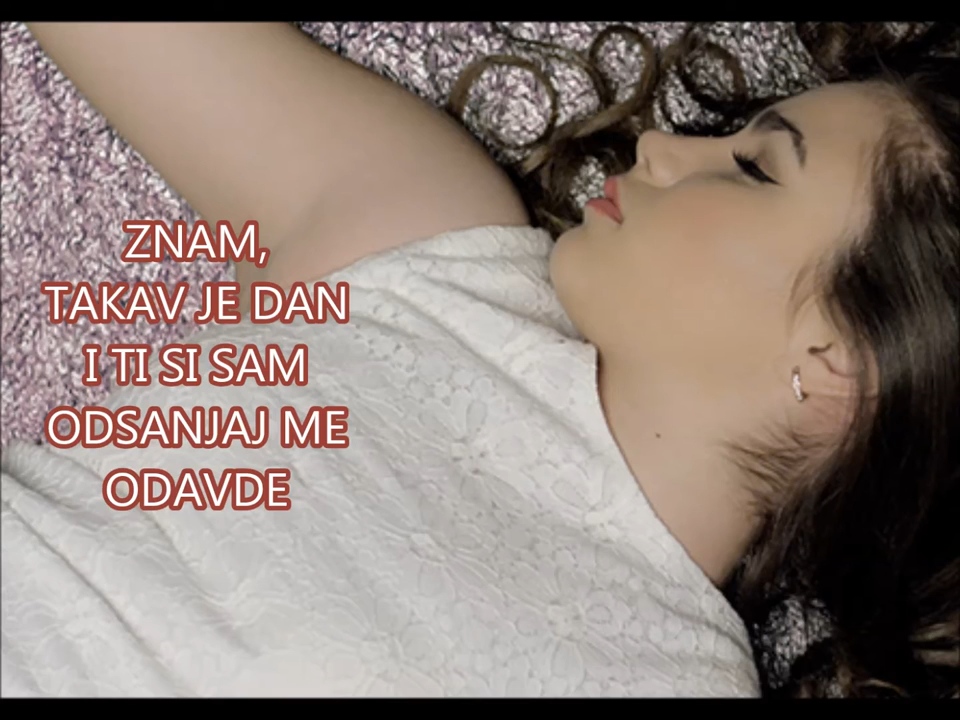 ZNAM,
TAKAV JE DAN
I TI SI SAM
ODSANJAJ ME
ODAVDE